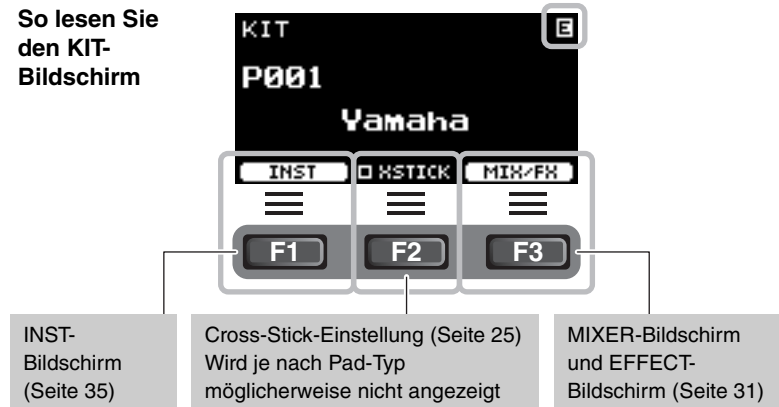 So lesen Sie
den KIT-
Bildschirm
KIT
E
P001
Yamaha
INST
XSTICK
MIX/FX
F1
F2
F3
INST-
Bildschirm
(Seite 35)
Cross-Stick-Einstellung (Seite 25)
Wird je nach Pad-Typ
möglicherweise nicht angezeigt
MIXER-Bildschirm
und EFFECT-
Bildschirm (Seite 31)